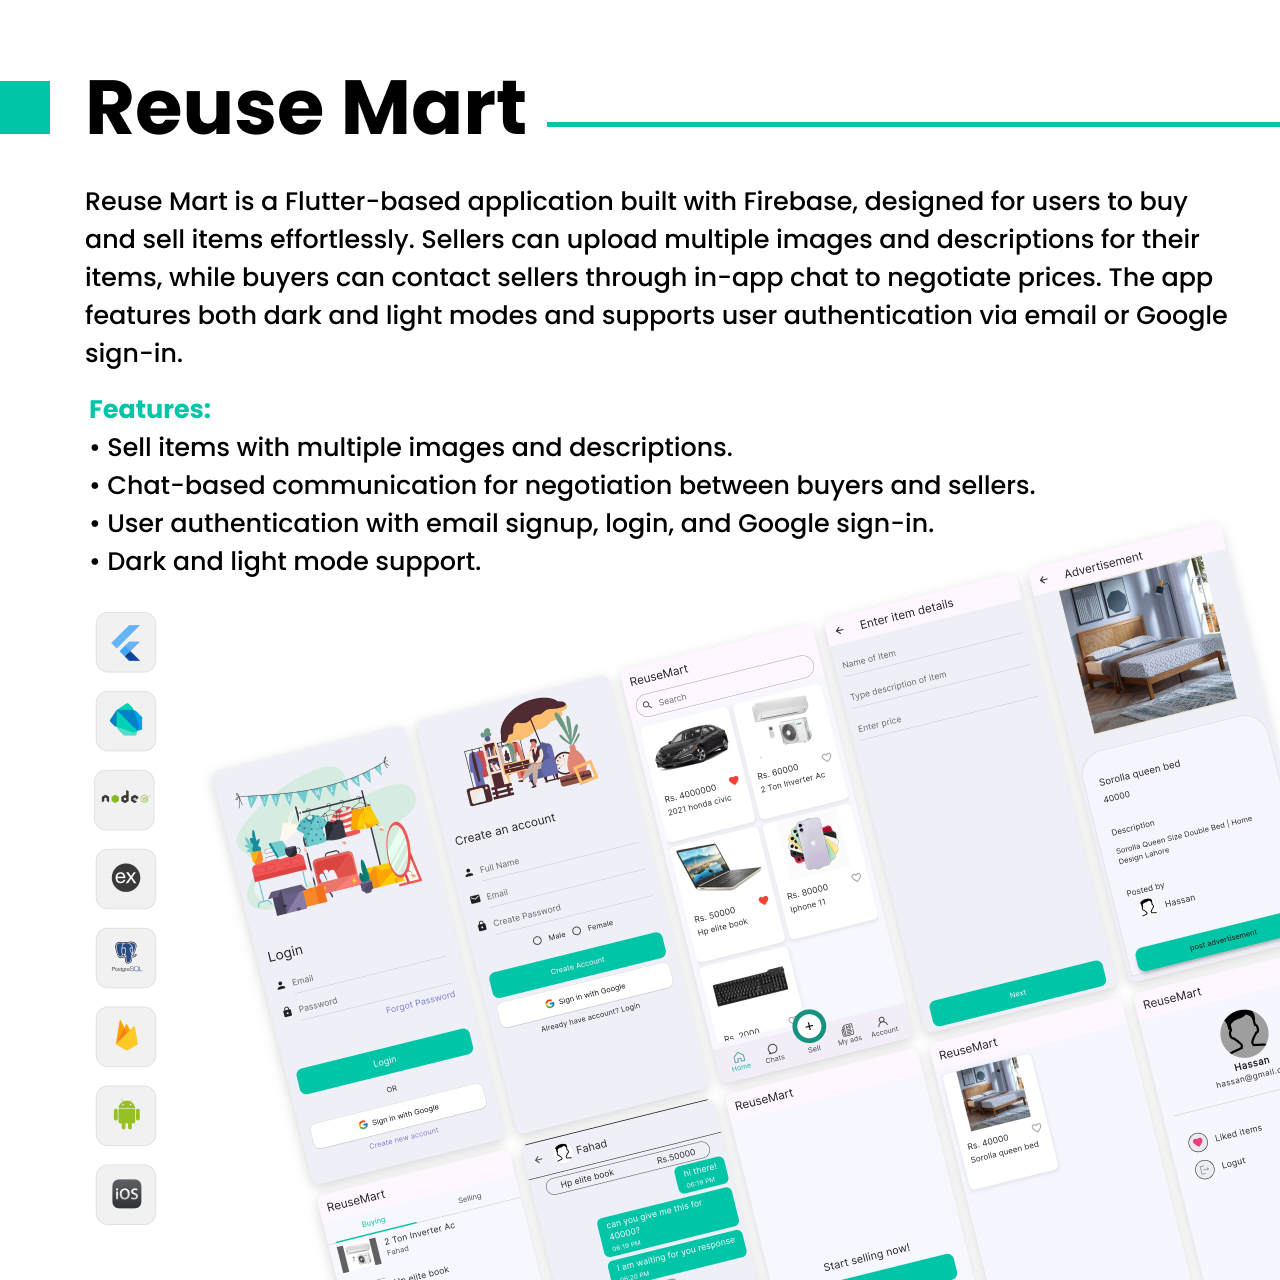 Reuse Mart
Reuse Mart is a Flutter-based application built with Firebase, designed for users to buy
and sell items effortlessly. Sellers can upload multiple images and descriptions for their
items, while buyers can contact sellers through in-app chat to negotiate prices. The app
features both dark and light modes and supports user authentication via email or Google
sign-in.
Features:
• Sell items with multiple images and descriptions.
• Chat-based communication for negotiation between buyers and sellers.
• User authentication with email signup, login, and Google sign-in.
• Dark and light mode support.
node
ex
PostgreSQL
iOS
Login
Email
Password
Forgot Password
Login
OR
Sign in with Google
Create new account
Create an account
Full Name
Email
Create Password
Male
Female
Create Account
Sign in with Google
Already have account? Login
ReuseMart
Search
Rs. 4000000
2021 honda civic
Rs. 60000
2 Ton Inverter Ac
Rs. 50000
Hp elite book
Rs. 80000
Iphone 11
Rs. 2000
Home
Chats
Sell
My ads
Account
Enter item details
Name of Item
Type description of item
Enter price
Next
Advertisement
Sorolla queen bed
40000
Description
Sorolla Queen Size Double Bed | Home
Design Lahore
Posted by
Hassan
post advertisement
ReuseMart
Buying
Selling
2 Ton Inverter Ac
Fahad
Hp elite book
Fahad
Hp elite book
Rs.50000
hi there!
06:19 PM
can you give me this for
40000?
06:19 PM
I am waiting for you response
06:20 PM
ReuseMart
Start selling now!
ReuseMart
Rs. 40000
Sorolla queen bed
ReuseMart
Hassan
hassan@gmail.c
Liked items
Logut